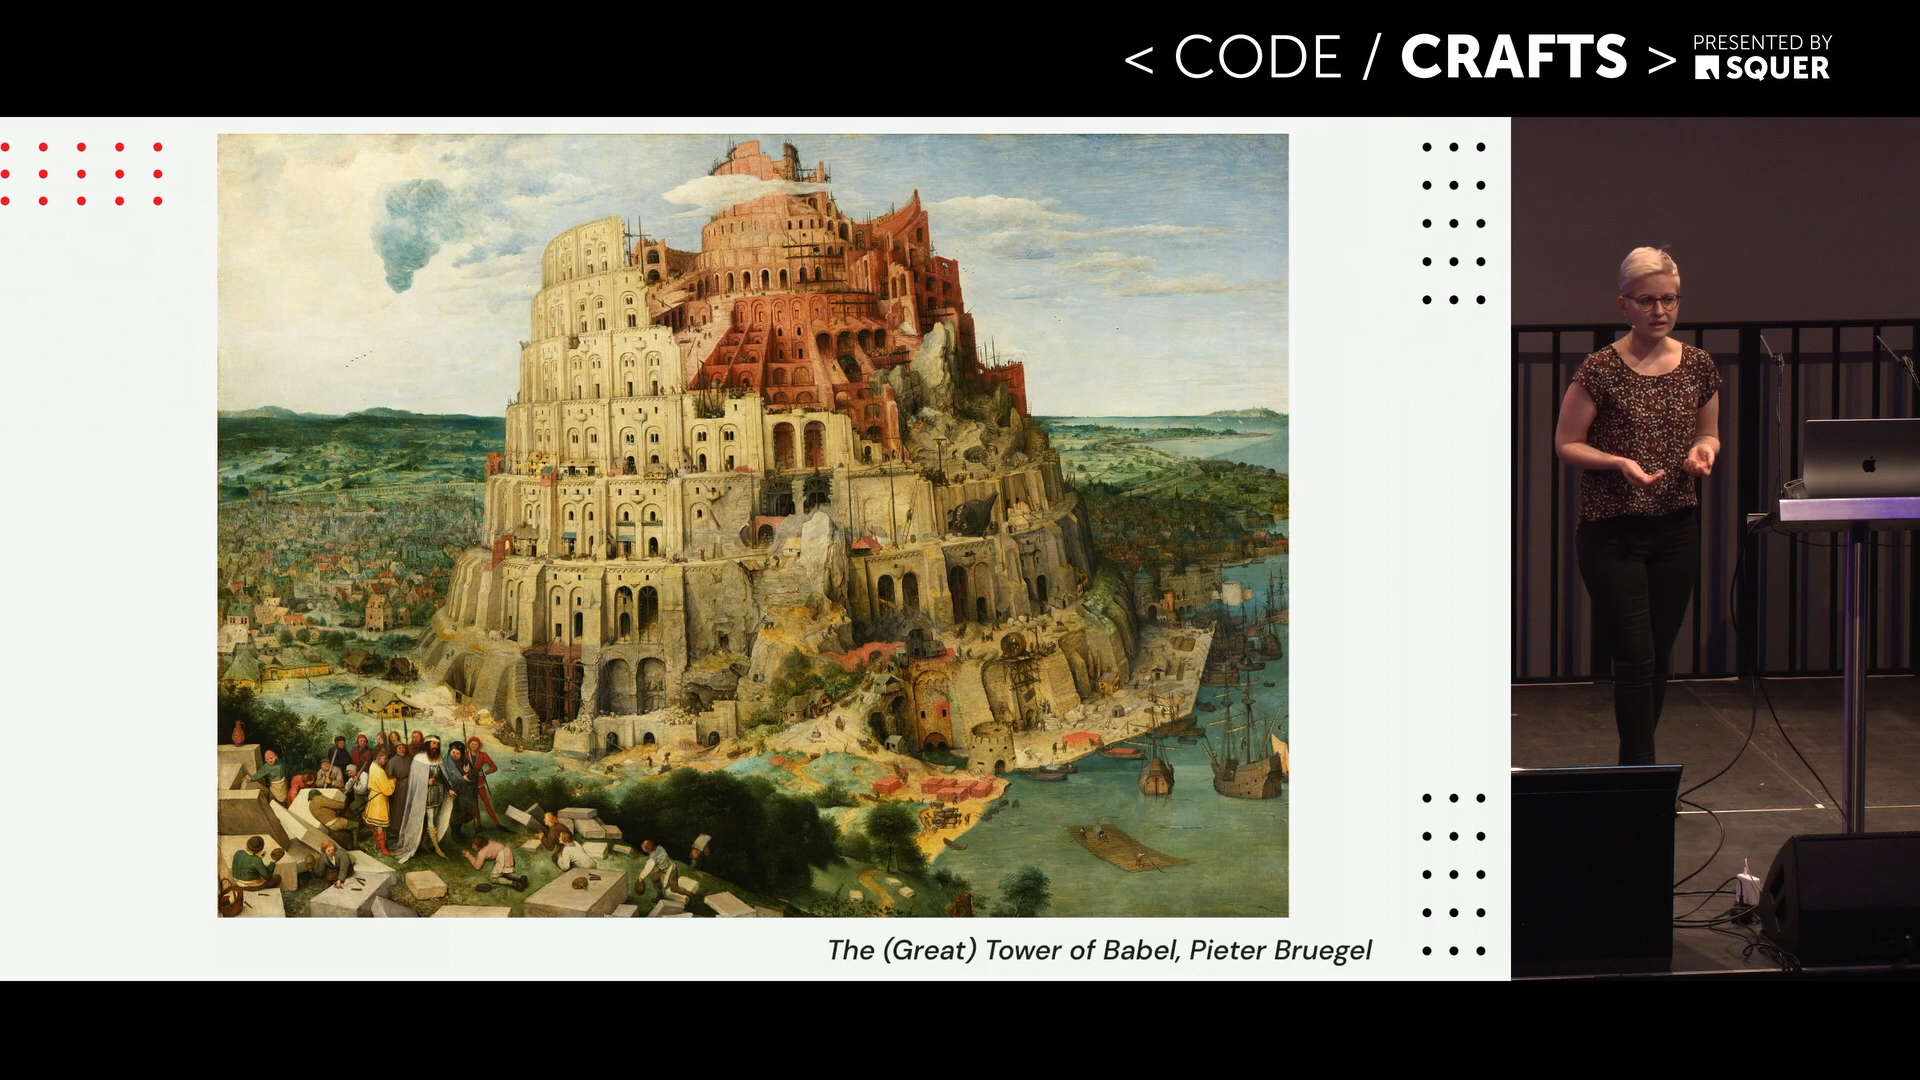 < CODE / CRAFTS >
PRESENTED BY
SQUER
The (Great) Tower of Babel, Pieter Bruegel